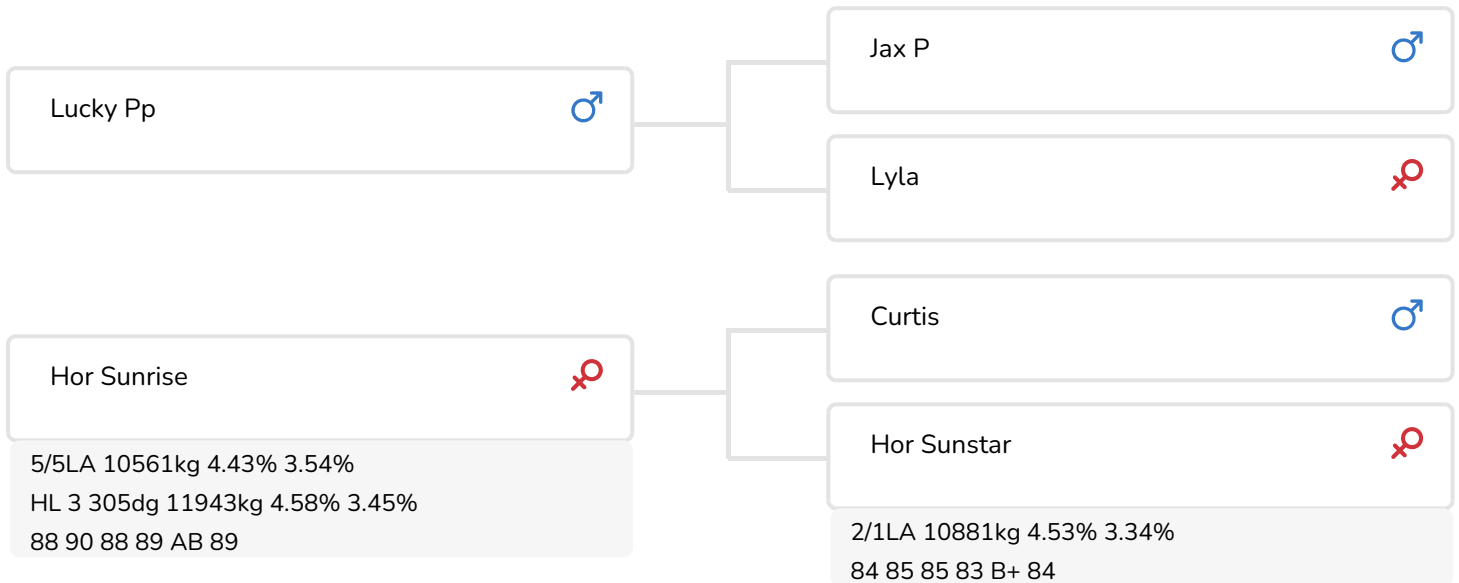 Jax P
Lucky Pp
Lyla
Curtis
Hor Sunrise
Hor Sunstar
5/5LA 10561kg 4.43% 3.54%
HL 3 305dg 11943kg 4.58% 3.45%
88 90 88 89 AB 89
2/1LA 10881kg 4.53% 3.34%
84 85 85 83 B+ 84